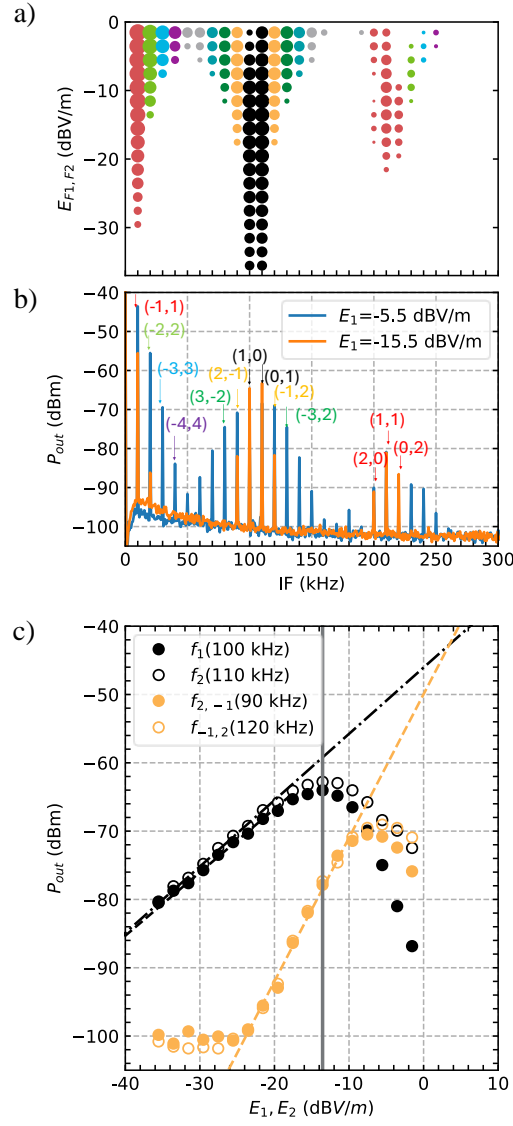 a)
0
−10
−20
−30
E_{F1,F2} (dBV/m)
b)
−40
−50
−60
−70
−80
−90
−100
P_{out} (dBm)
E_1=-5.5 dBV/m
E_1=-15.5 dBV/m
(-1,1)
(-2,2)
(-3,3)
(-4,4)
(3,-2)
(2,-1)
(1,0)
(0,1)
(-1,2)
(-3,2)
(1,1)
(2,0)
(0,2)
0 50 100 150 200 250 300
IF (kHz)
c)
−40
−50
−60
−70
−80
−90
−100
P_{out} (dBm)
f_1(100 kHz)
f_2(110 kHz)
f_{2,−1}(90 kHz)
f_{−1,2}(120 kHz)
−40 −30 −20 −10 0 10
E_1, E_2 (dBV/m)